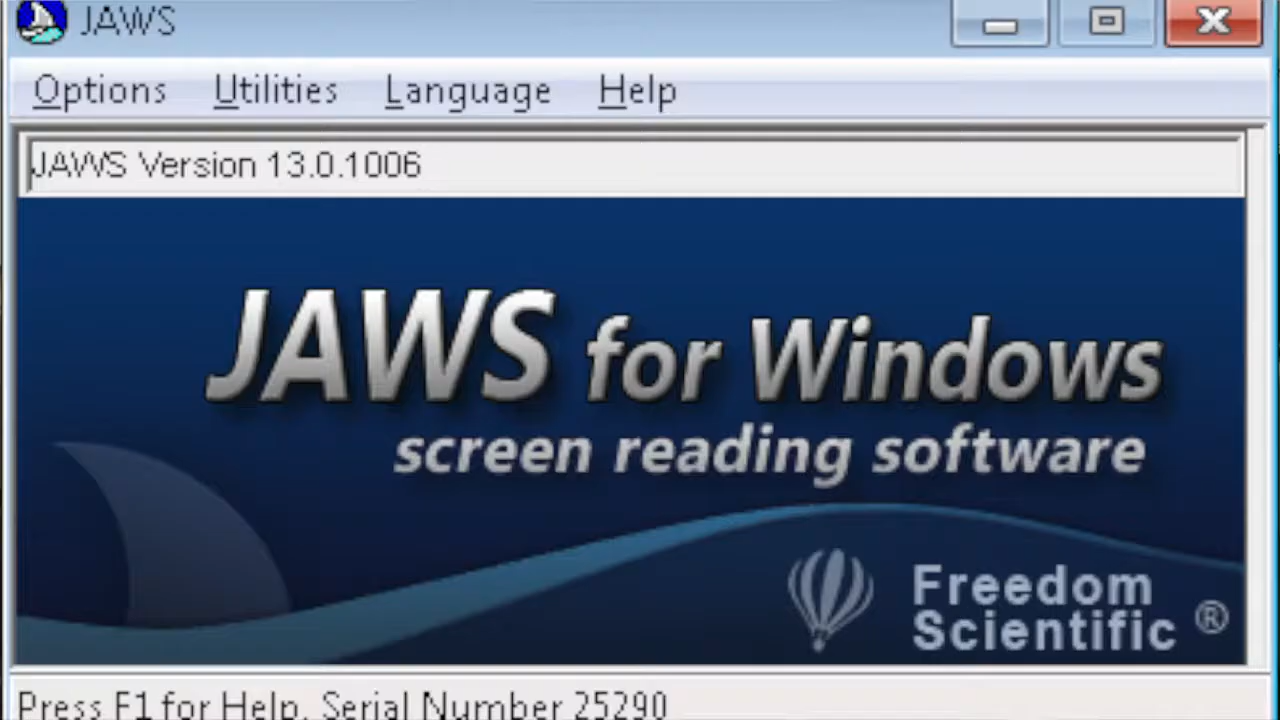 JAWS
Options Utilities Language Help
JAWS Version 13.0.1006
JAWS for Windows
screen reading software
Freedom
Scientific ®
Press F1 for Help. Serial Number 25290